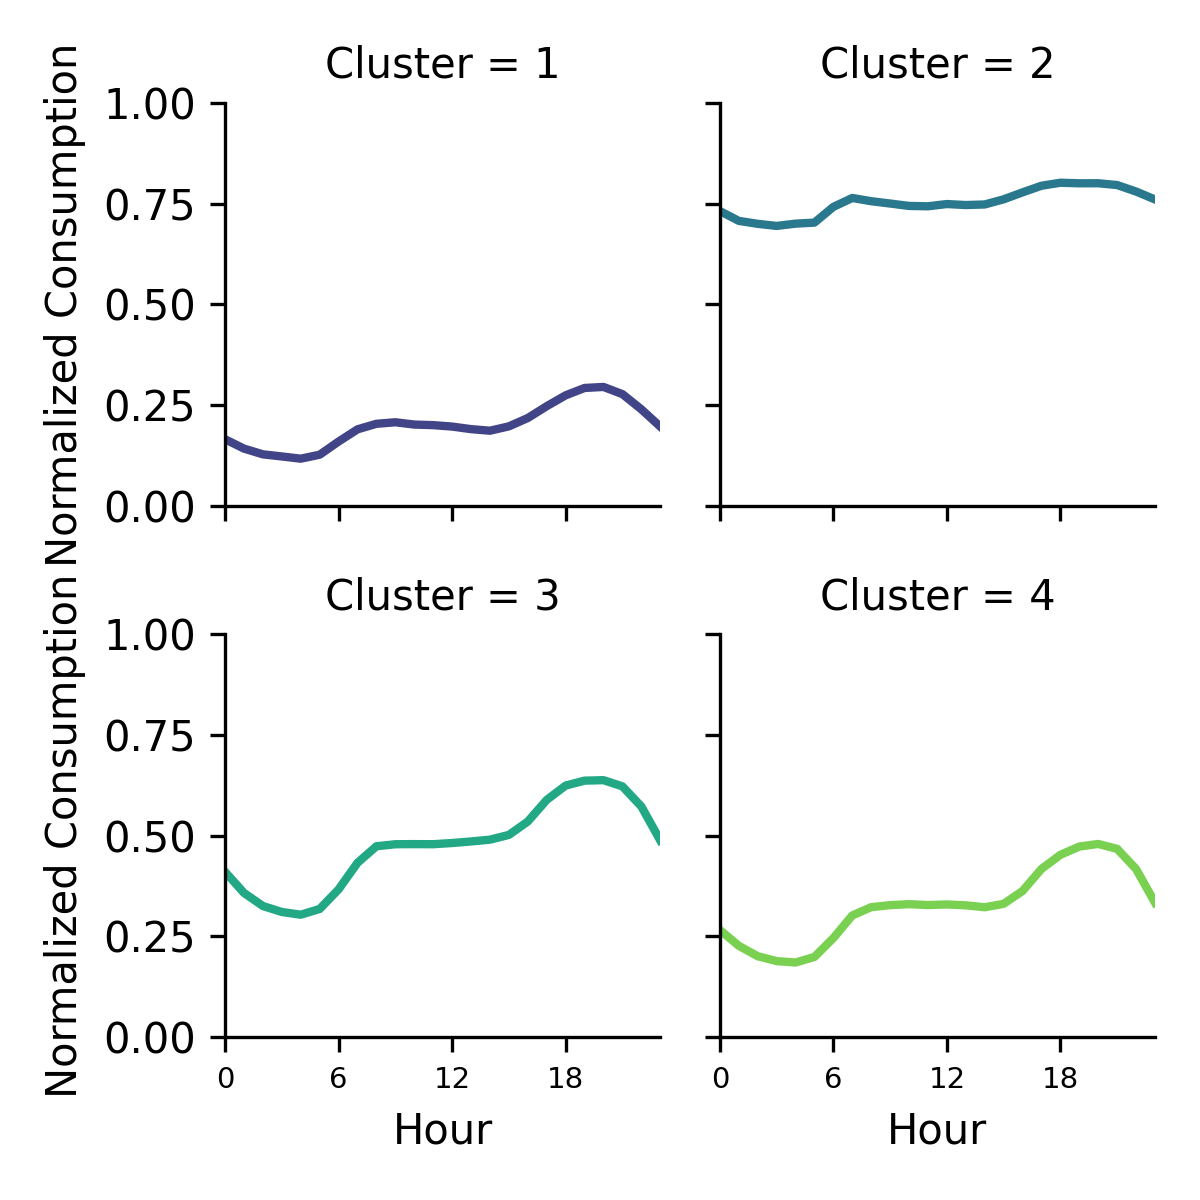 Cluster = 1
Cluster = 2
Normalized Consumption
1.00
0.75
0.50
0.25
0.00
Cluster = 3
Cluster = 4
Normalized Consumption
1.00
0.75
0.50
0.25
0.00
0 6 12 18
0 6 12 18
Hour
Hour